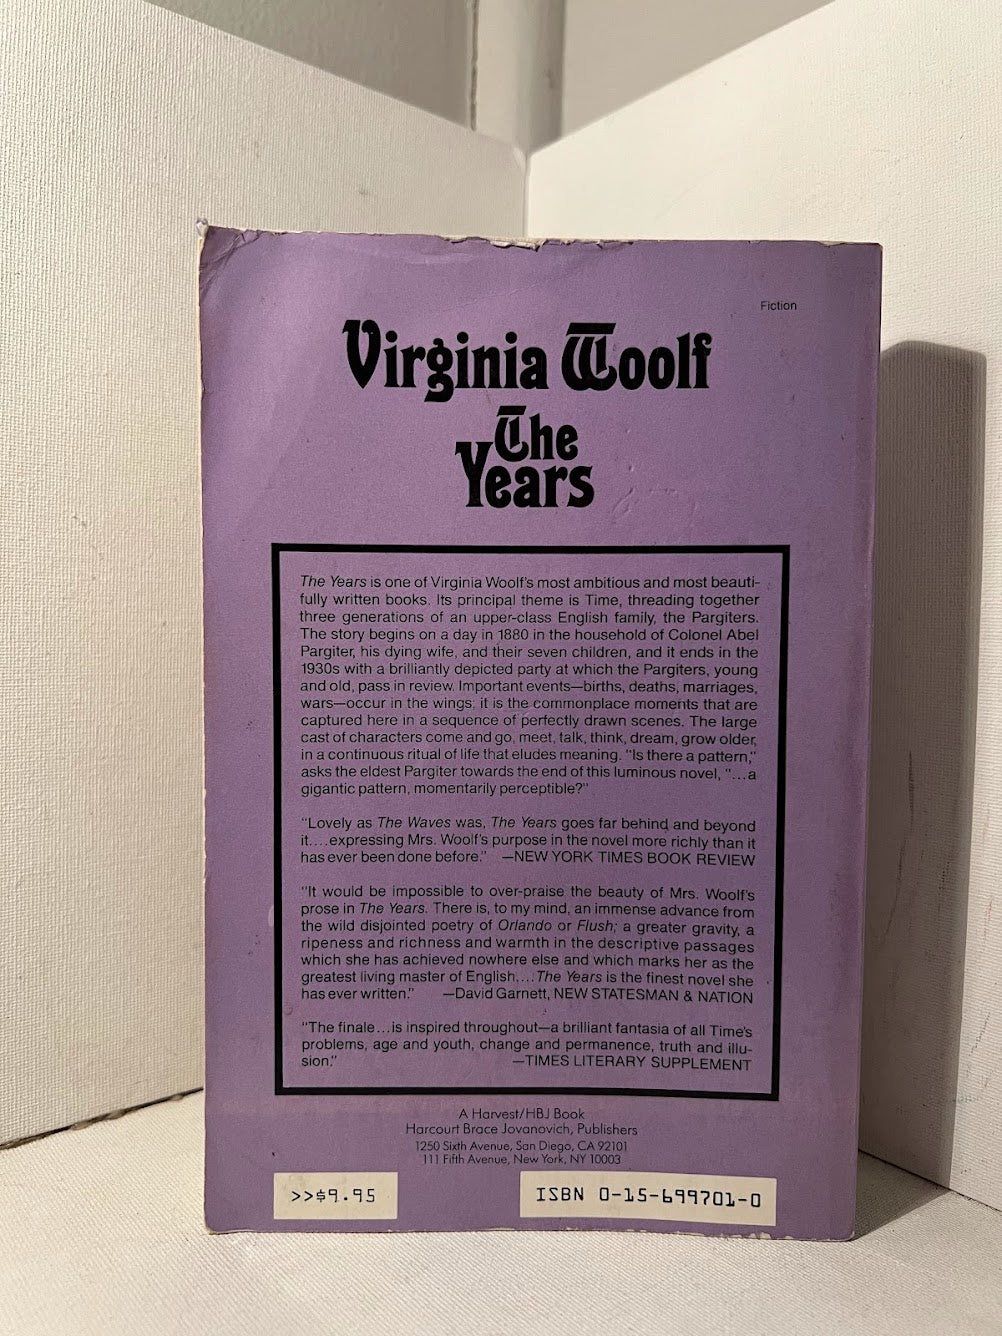 Fiction
Virginia Woolf
The
Years
The Years is one of Virginia Woolf's most ambitious and most beauti-
fully written books. Its principal theme is Time, threading together
three generations of an upper-class English family, the Pargiters.
The story begins on a day in 1880 in the household of Colonel Abel
Pargiter, his dying wife, and their seven children, and it ends in the
1930s with a brilliantly depicted party at which the Pargiters, young
and old, pass in review. Important events—births, deaths, marriages,
wars—occur in the wings; it is the commonplace moments that are
captured here in a sequence of perfectly drawn scenes. The large
cast of characters come and go, meet, talk, think, dream, grow older,
in a continuous ritual of life that eludes meaning. "Is there a pattern,"
asks the eldest Pargiter towards the end of this luminous novel, "...a
gigantic pattern, momentarily perceptible?"
"Lovely as The Waves was, The Years goes far behind and beyond
it....expressing Mrs. Woolf's purpose in the novel more richly than it
has ever been done before." —NEW YORK TIMES BOOK REVIEW
"It would be impossible to over-praise the beauty of Mrs. Woolf's
prose in The Years. There is, to my mind, an immense advance from
the wild disjointed poetry of Orlando or Flush; a greater gravity, a
ripeness and richness and warmth in the descriptive passages
which she has achieved nowhere else and which marks her as the
greatest living master of English....The Years is the finest novel she
has ever written." —David Garnett, NEW STATESMAN & NATION
"The finale...is inspired throughout—a brilliant fantasia of all Time's
problems, age and youth, change and permanence, truth and illu-
sion." —TIMES LITERARY SUPPLEMENT
A Harvest/HBJ Book
Harcourt Brace Jovanovich, Publishers
1250 Sixth Avenue, San Diego, CA 92101
111 Fifth Avenue, New York, NY 10003
>>$9.95
ISBN 0-15-699701-0